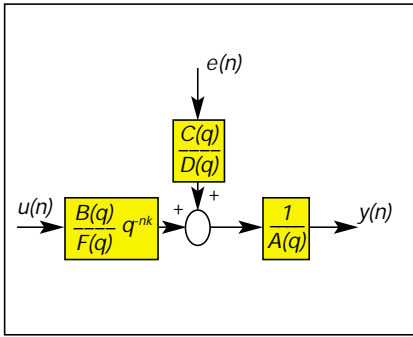 e(n)
C(q)
D(q)
+
u(n)
B(q)
F(q)
q-nk
+
1
A(q)
y(n)